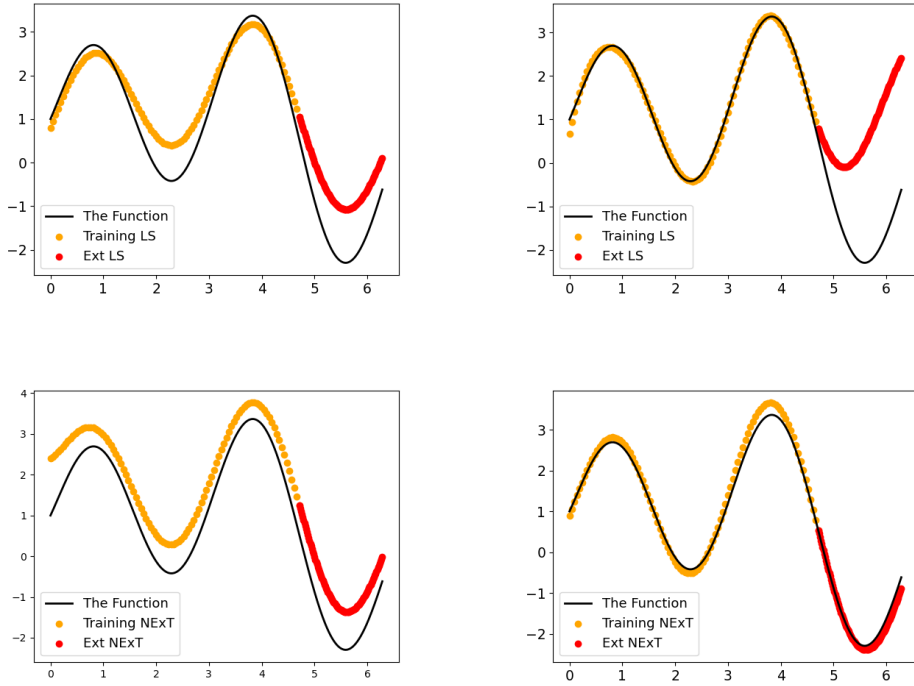 3
2
1
0
−1
−2
The Function
Training LS
Ext LS
0 1 2 3 4 5 6
3
2
1
0
−1
−2
The Function
Training LS
Ext LS
0 1 2 3 4 5 6
4
3
2
1
0
−1
−2
The Function
Training NExT
Ext NExT
0 1 2 3 4 5 6
3
2
1
0
−1
−2
The Function
Training NExT
Ext NExT
0 1 2 3 4 5 6